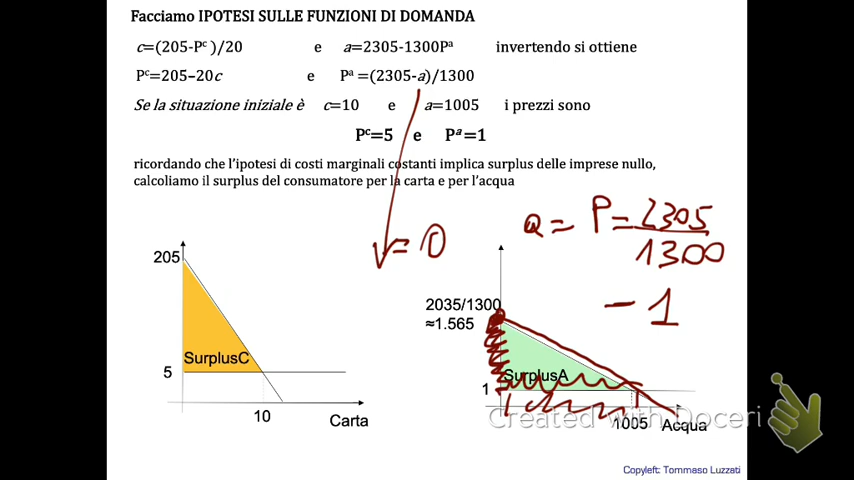 Facciamo IPOTESI SULLE FUNZIONI DI DOMANDA
c=(205-Pᶜ )/20 e a=2305-1300Pᵃ invertendo si ottiene
Pᶜ=205–20c e Pᵃ =(2305-a)/1300
Se la situazione iniziale è c=10 e a=1005 i prezzi sono
Pᶜ=5 e Pᵃ=1
ricordando che l'ipotesi di costi marginali costanti implica surplus delle imprese nullo,
calcoliamo il surplus del consumatore per la carta e per l'acqua
= P = 2305
1300
= 0
- 1
205
SurplusC
5
10
Carta
2035/1300
≈1.565
SurplusA
1
1005
Acqua
Created with Doceri
Copyleft: Tommaso Luzzati